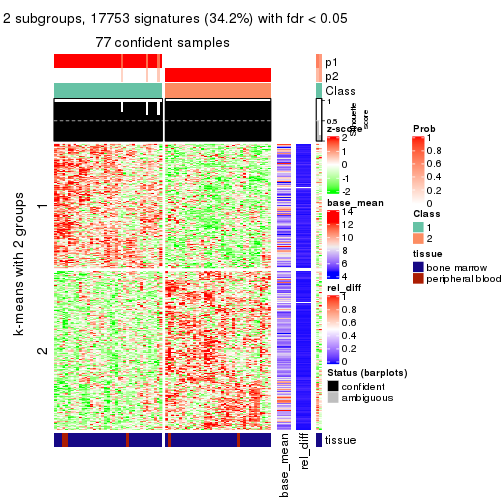 2 subgroups, 17753 signatures (34.2%) with fdr < 0.05
77 confident samples
p1
p2
Class
1
0.5
Silhouette
score
k-means with 2 groups
1
2
tissue
base_mean
rel_diff
z-score
2
1
0
-1
-2
base_mean
14
12
10
8
6
4
rel_diff
1
0.8
0.6
0.4
0.2
0
Status (barplots)
confident
ambiguous
Prob
1
0.8
0.6
0.4
0.2
0
Class
1
2
tissue
bone marrow
peripheral blood